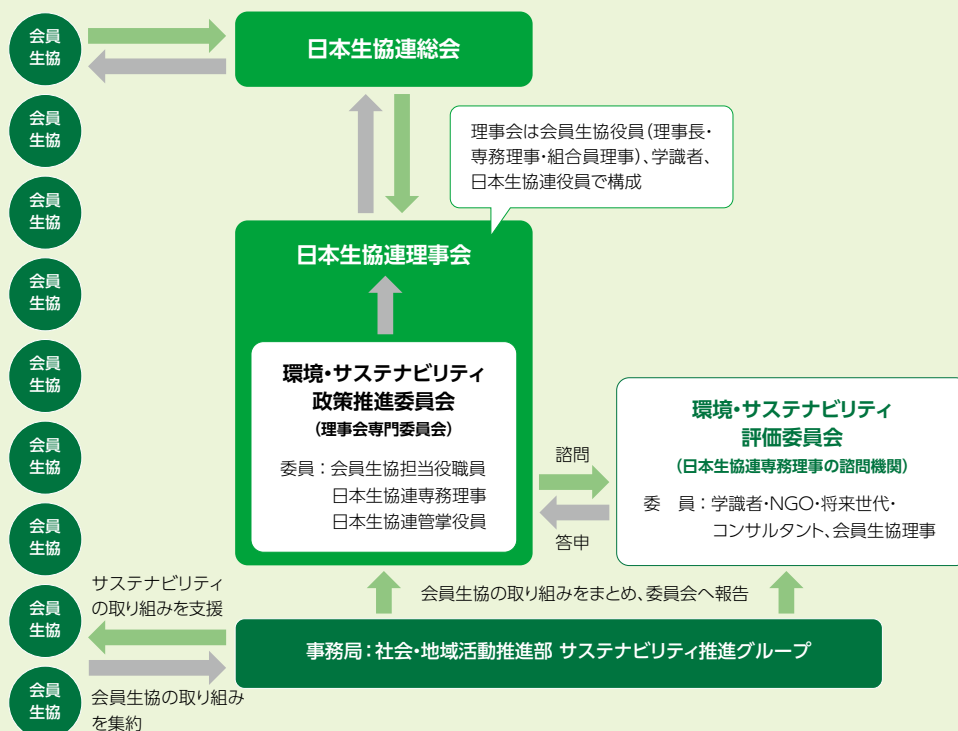 会員
生協
会員
生協
会員
生協
会員
生協
会員
生協
会員
生協
会員
生協
会員
生協
会員
生協
日本生協連総会
理事会は会員生協役員(理事長・
専務理事・組合員理事)、学識者、
日本生協連役員で構成
日本生協連理事会
環境・サステナビリティ
政策推進委員会
(理事会専門委員会)
委員:会員生協担当役職員
日本生協連専務理事
日本生協連管掌役員
諮問
答申
環境・サステナビリティ
評価委員会
(日本生協連専務理事の諮問機関)
委 員:学識者・NGO・将来世代・
コンサルタント、会員生協理事
会員生協の取り組みをまとめ、委員会へ報告
サステナビリティ
の取り組みを支援
事務局:社会・地域活動推進部 サステナビリティ推進グループ
会員生協の取り組み
を集約